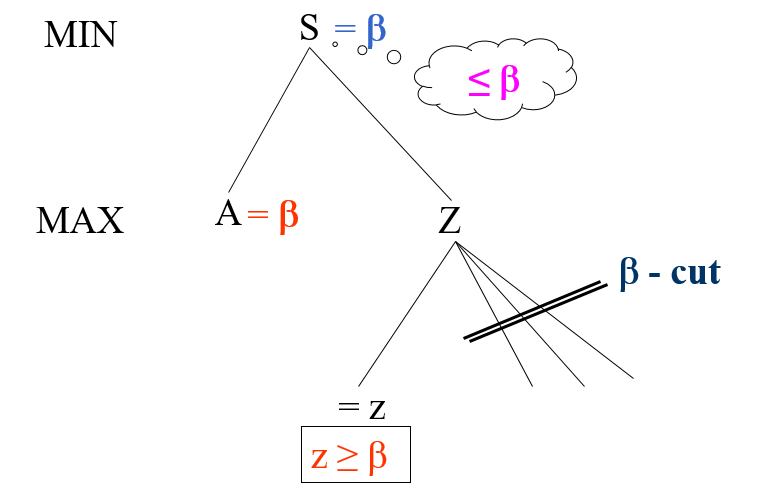 MIN
S = β
≤ β
MAX
A = β
Z
β - cut
= z
z ≥ β